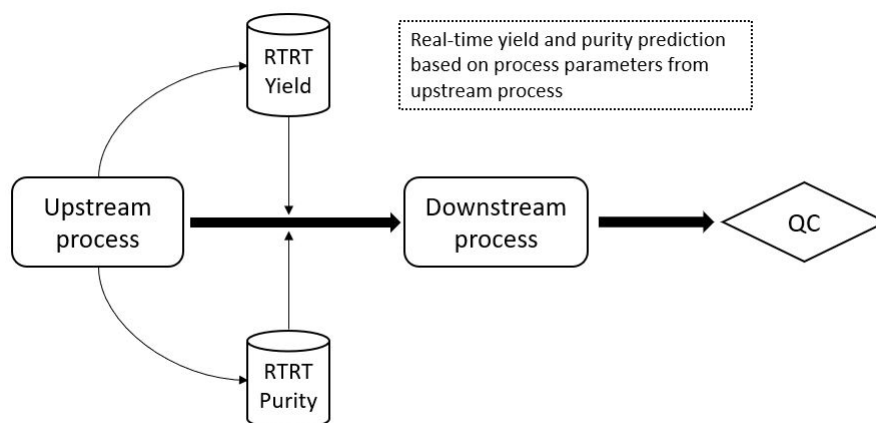 RTRT
Yield
Real-time yield and purity prediction
based on process parameters from
upstream process
Upstream
process
Downstream
process
QC
RTRT
Purity